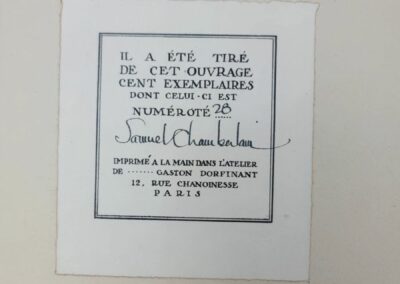 IL A ÉTÉ TIRÉ
DE CET OUVRAGE
CENT EXEMPLAIRES
DONT CELUI-CI EST
NUMÉROTÉ 28
Samuel Chamberlain
IMPRIMÉ A LA MAIN DANS L'ATELIER
DE ······· GASTON DORFINANT
12, RUE CHANOINESSE
PARIS